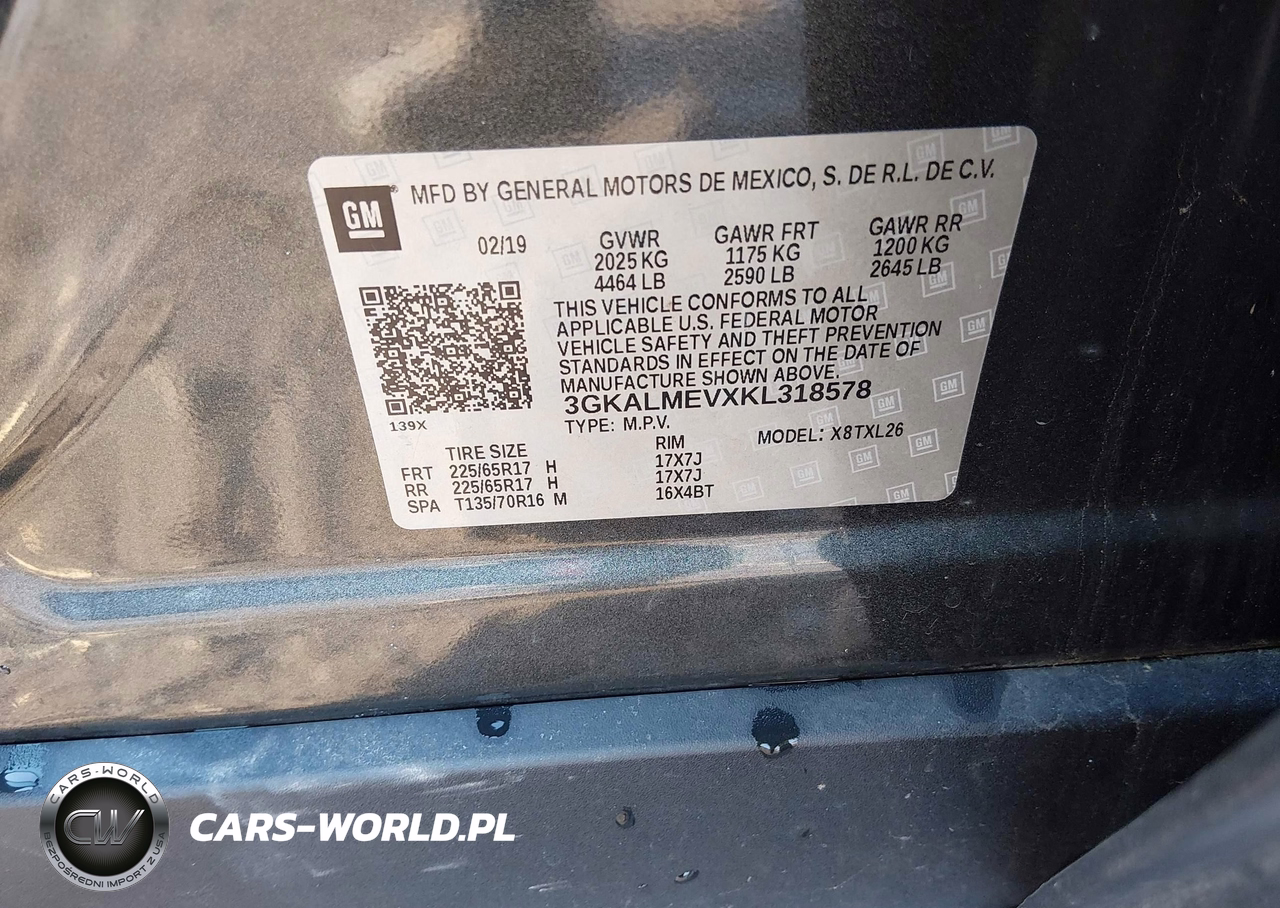 GM
MFD BY GENERAL MOTORS DE MEXICO, S. DE R.L. DE C.V.
02/19
GVWR GAWR FRT GAWR RR
2025 KG 1175 KG 1200 KG
4464 LB 2590 LB 2645 LB
THIS VEHICLE CONFORMS TO ALL
APPLICABLE U.S. FEDERAL MOTOR
VEHICLE SAFETY AND THEFT PREVENTION
STANDARDS IN EFFECT ON THE DATE OF
MANUFACTURE SHOWN ABOVE.
3GKALMEVXKL318578
139X
TYPE: M.P.V. MODEL: X8TXL26
TIRE SIZE RIM
FRT 225/65R17 H 17X7J
RR 225/65R17 H 17X7J
SPA T135/70R16 M 16X4BT
CARS-WORLD
CW
BEZPOŚREDNI IMPORT Z USA
CARS-WORLD.PL